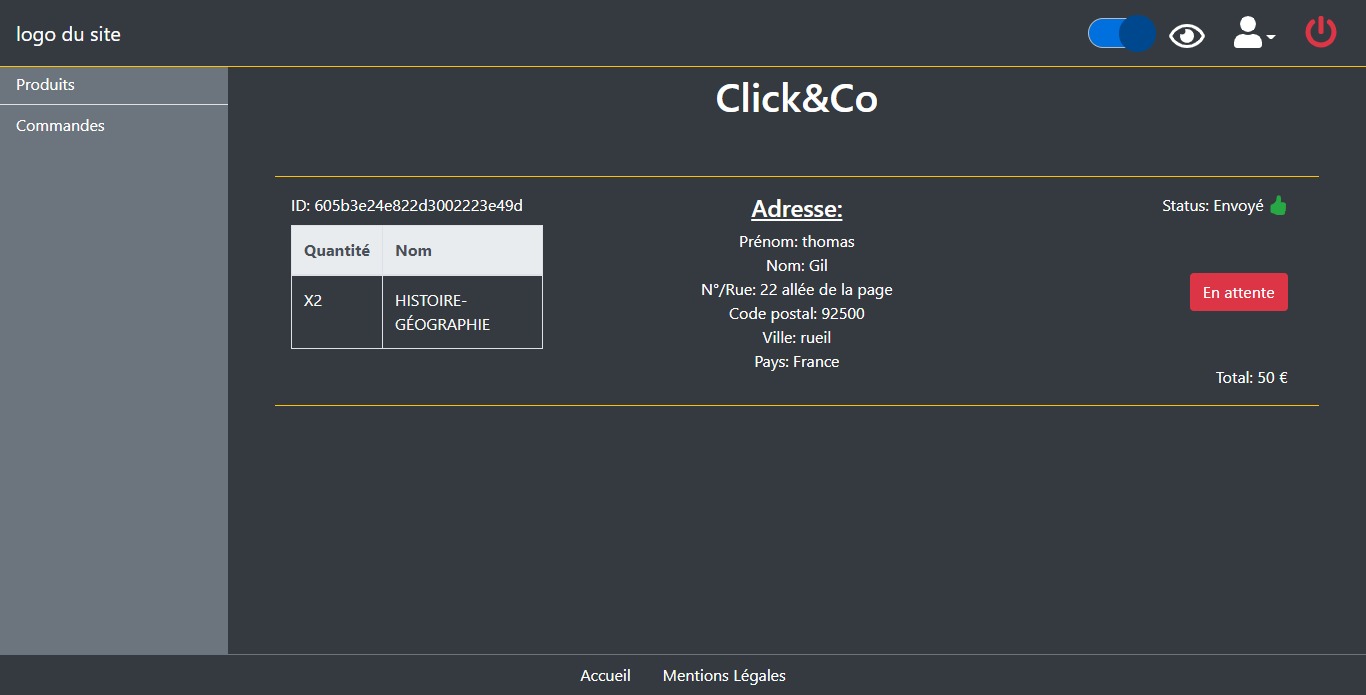 logo du site
Produits
Commandes
Click&Co
ID: 605b3e24e822d3002223e49d
Quantité Nom
X2 HISTOIRE-
GÉOGRAPHIE
Adresse:
Prénom: thomas
Nom: Gil
N°/Rue: 22 allée de la page
Code postal: 92500
Ville: rueil
Pays: France
Status: Envoyé
En attente
Total: 50 €
Accueil Mentions Légales